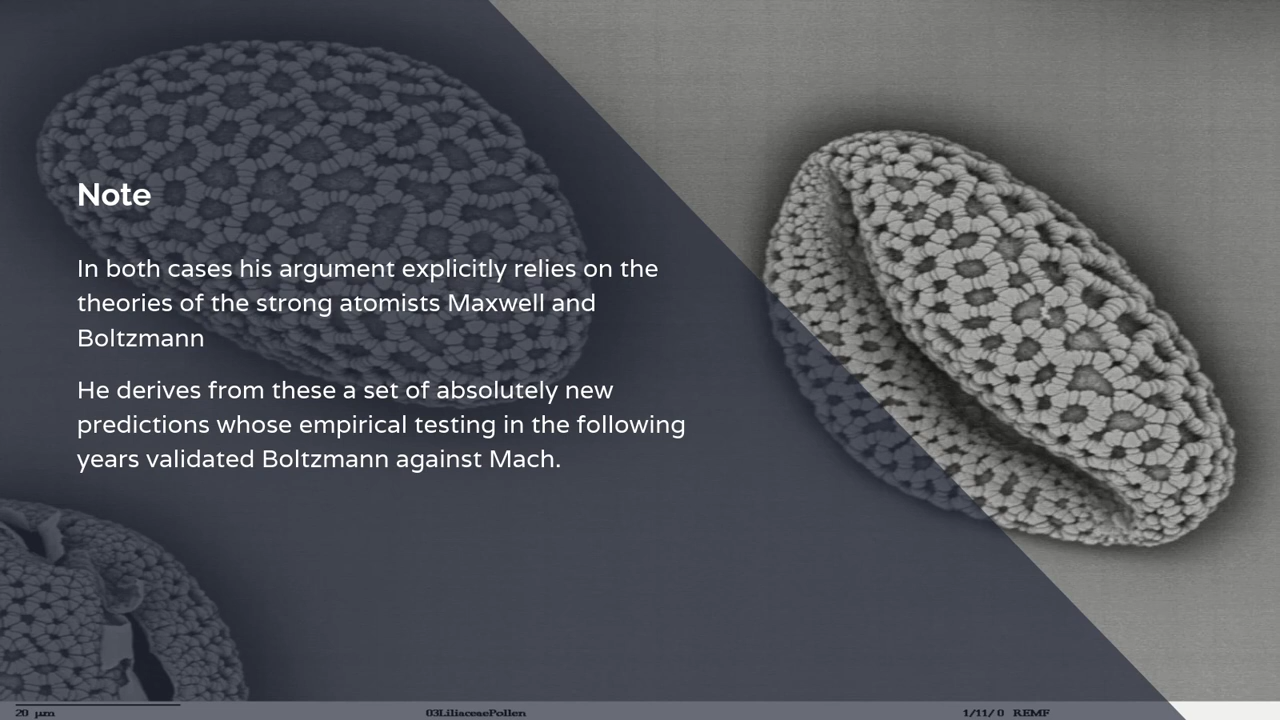 Note
In both cases his argument explicitly relies on the
theories of the strong atomists Maxwell and
Boltzmann
He derives from these a set of absolutely new
predictions whose empirical testing in the following
years validated Boltzmann against Mach.
20 µm 03LiliaceaePollen 1/11/ 0 REMF